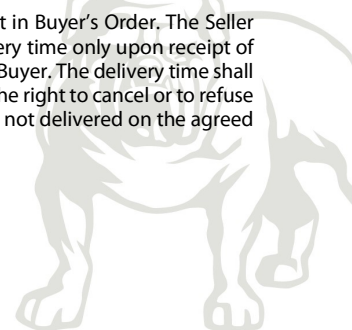 t in Buyer's Order. The Seller
ery time only upon receipt of
Buyer. The delivery time shall
he right to cancel or to refuse
not delivered on the agreed